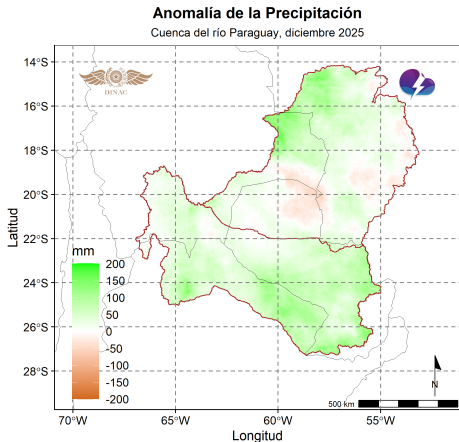 Anomalía de la Precipitación
Cuenca del río Paraguay, diciembre 2025
14°S
16°S
18°S
20°S
22°S
24°S
26°S
28°S
Latitud
DINAC
mm
200
150
100
50
0
-50
-100
-150
-200
N
500 km
70°W
65°W
60°W
55°W
Longitud